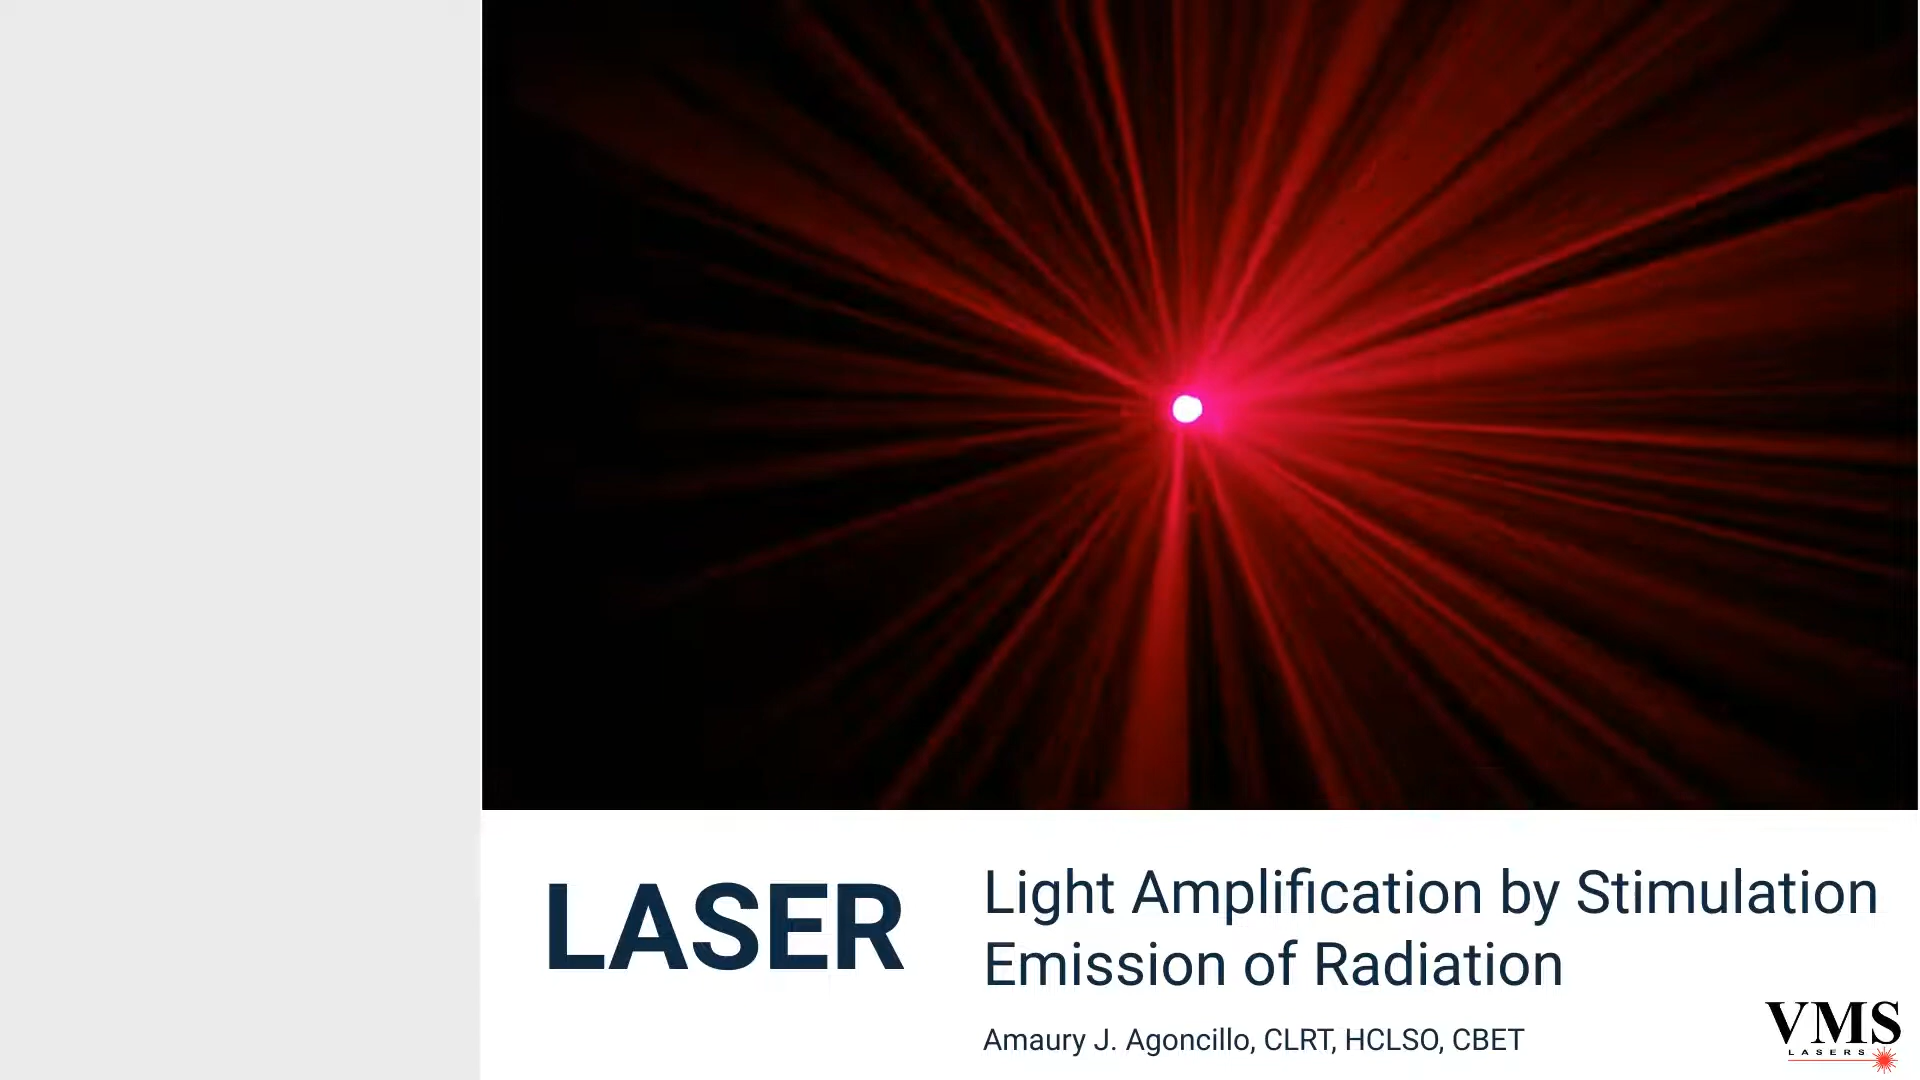 LASER
Light Amplification by Stimulation
Emission of Radiation
Amaury J. Agoncillo, CLRT, HCLSO, CBET
VMS
LASERS